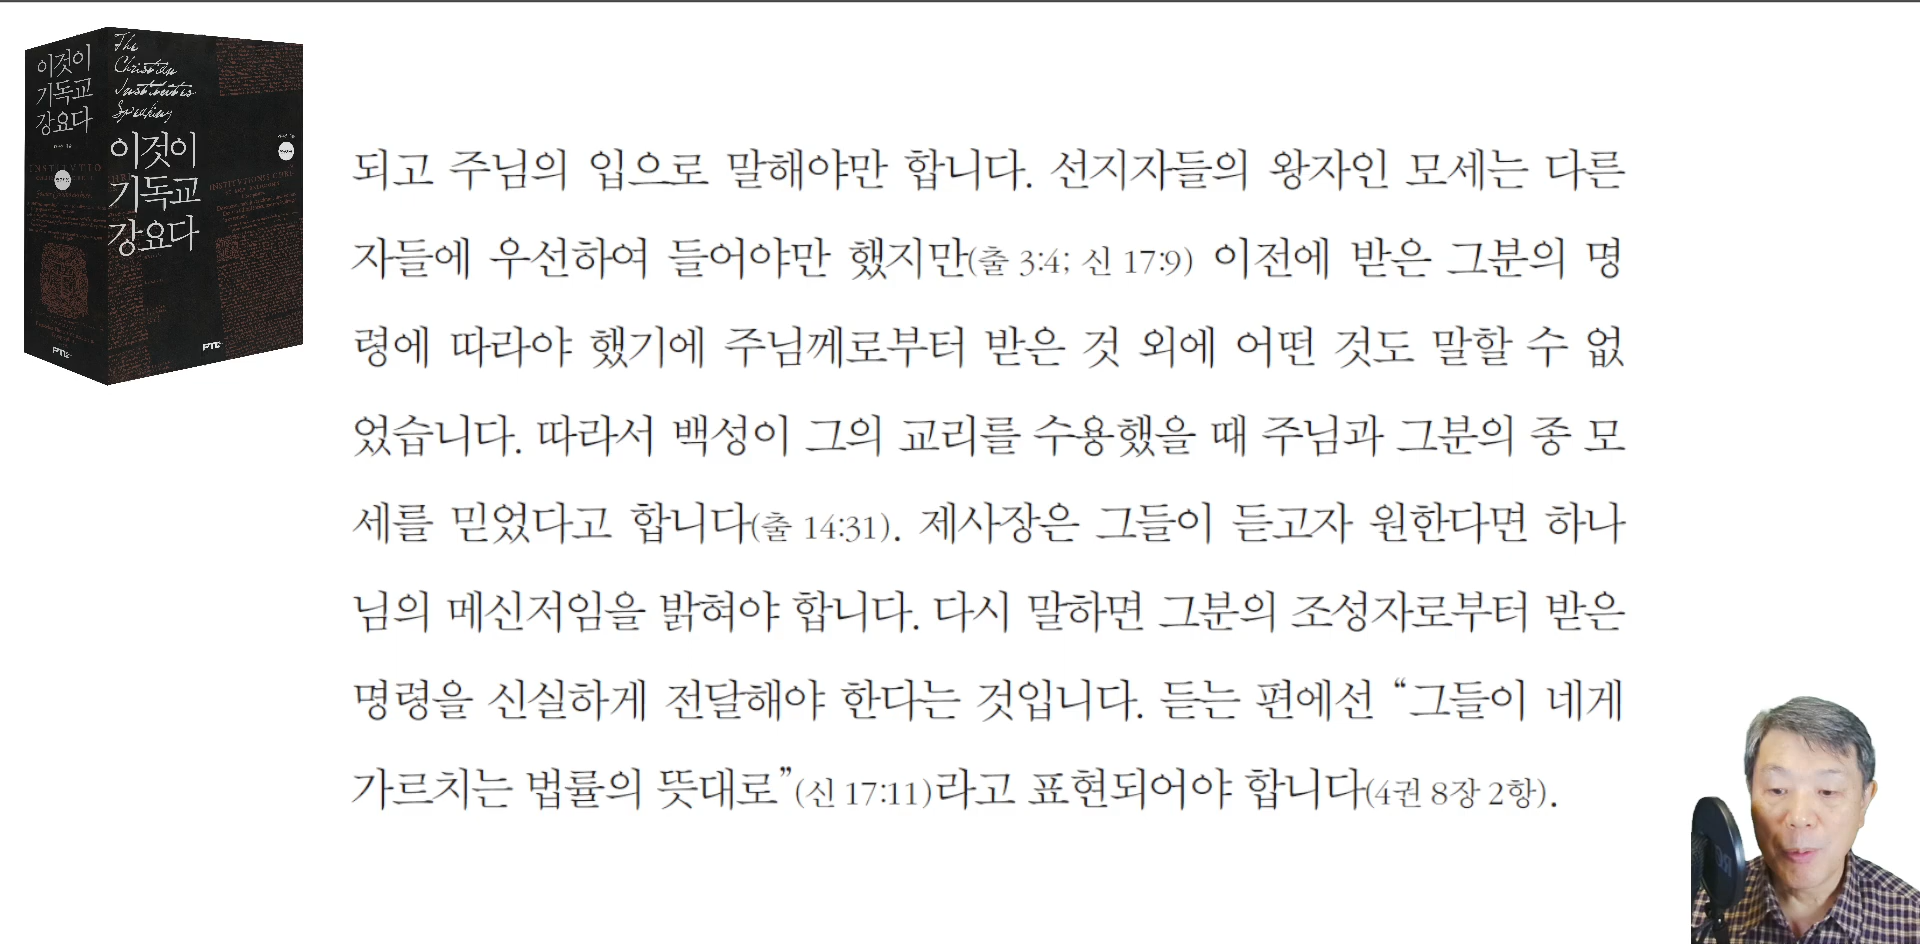 이것이
기독교
강요다
The
Christian
Institutes
Speaking
이것이
기독교
강요다
PTL
PTL
되고 주님의 입으로 말해야만 합니다. 선지자들의 왕자인 모세는 다른
자들에 우선하여 들어야만 했지만(출 3:4; 신 17:9) 이전에 받은 그분의 명
령에 따라야 했기에 주님께로부터 받은 것 외에 어떤 것도 말할 수 없
었습니다. 따라서 백성이 그의 교리를 수용했을 때 주님과 그분의 종 모
세를 믿었다고 합니다(출 14:31). 제사장은 그들이 듣고자 원한다면 하나
님의 메신저임을 밝혀야 합니다. 다시 말하면 그분의 조성자로부터 받은
명령을 신실하게 전달해야 한다는 것입니다. 듣는 편에선 “그들이 네게
가르치는 법률의 뜻대로”(신 17:11)라고 표현되어야 합니다(4권 8장 2항).